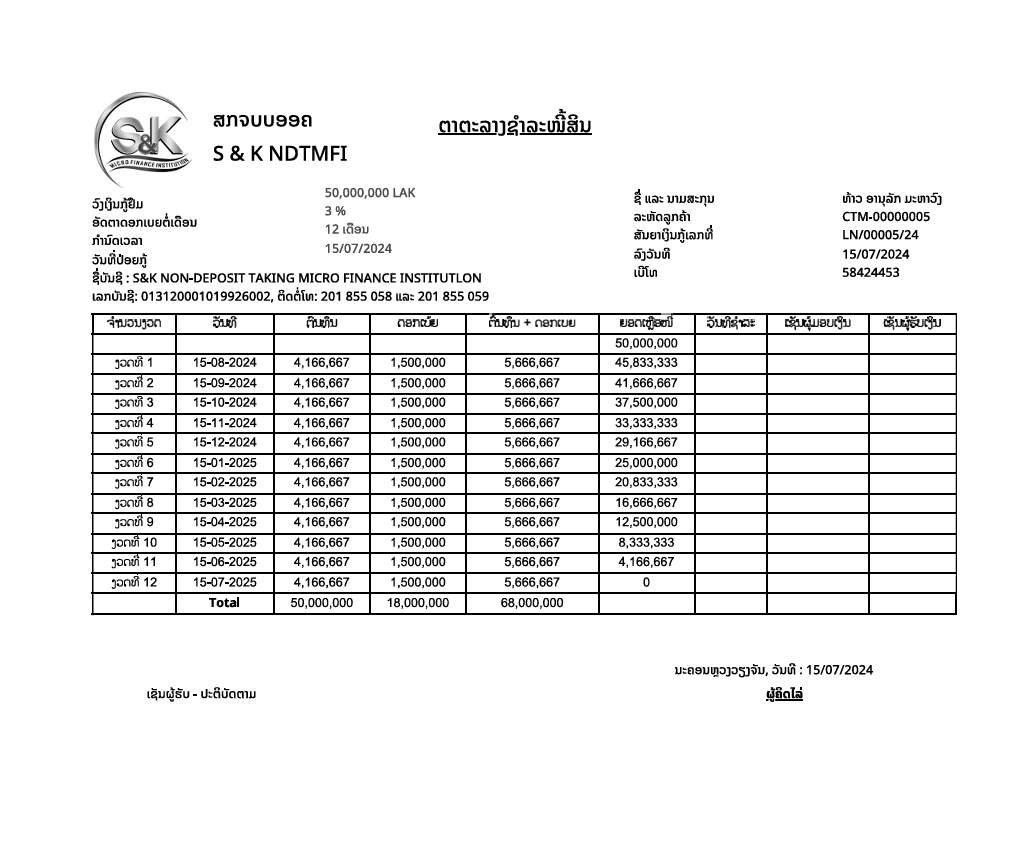 S&K
MICRO FINANCE INSTITUTION
ສກຈບບອອຄ
S & K NDTMFI
ຕາຕະລາງຊຳລະໜີ້ສິນ
ວົງເງິນກູ້ຢືມ 50,000,000 LAK
ອັດຕາດອກເບຍຕໍ່ເດືອນ 3 %
ກຳນົດເວລາ 12 ເດືອນ
ວັນທີ່ປ່ອຍກູ້ 15/07/2024
ຊື່ ແລະ ນາມສະກຸນ ທ້າວ ອານຸລັກ ມະຫາວົງ
ລະຫັດລູກຄ້າ CTM-00000005
ສັນຍາເງິນກູ້ເລກທີ່ LN/00005/24
ລົງວັນທີ 15/07/2024
ເບີໂທ 58424453
ຊື່ບັນຊີ : S&K NON-DEPOSIT TAKING MICRO FINANCE INSTITUTLON
ເລກບັນຊີ: 013120001019926002, ຕິດຕໍ່ໂທ: 201 855 058 ແລະ 201 855 059
ຈຳນວນງວດ ວັນທີ ຕົ້ນທຶນ ດອກເບ້ຍ ຕົ້ນທຶນ + ດອກເບຍ ຍອດເຫຼືອໜີ້ ວັນທີຊຳລະ ເຊັນຜູ້ມອບເງິນ ເຊັນຜູ້ຮັບເງິນ
50,000,000
ງວດທີ່ 1 15-08-2024 4,166,667 1,500,000 5,666,667 45,833,333
ງວດທີ່ 2 15-09-2024 4,166,667 1,500,000 5,666,667 41,666,667
ງວດທີ່ 3 15-10-2024 4,166,667 1,500,000 5,666,667 37,500,000
ງວດທີ່ 4 15-11-2024 4,166,667 1,500,000 5,666,667 33,333,333
ງວດທີ່ 5 15-12-2024 4,166,667 1,500,000 5,666,667 29,166,667
ງວດທີ່ 6 15-01-2025 4,166,667 1,500,000 5,666,667 25,000,000
ງວດທີ່ 7 15-02-2025 4,166,667 1,500,000 5,666,667 20,833,333
ງວດທີ່ 8 15-03-2025 4,166,667 1,500,000 5,666,667 16,666,667
ງວດທີ່ 9 15-04-2025 4,166,667 1,500,000 5,666,667 12,500,000
ງວດທີ່ 10 15-05-2025 4,166,667 1,500,000 5,666,667 8,333,333
ງວດທີ່ 11 15-06-2025 4,166,667 1,500,000 5,666,667 4,166,667
ງວດທີ່ 12 15-07-2025 4,166,667 1,500,000 5,666,667 0
Total 50,000,000 18,000,000 68,000,000
ນະຄອນຫຼວງວຽງຈັນ, ວັນທີ : 15/07/2024
ເຊັນຜູ້ຮັບ - ປະຕິບັດຕາມ ຜູ້ຄິດໄລ່